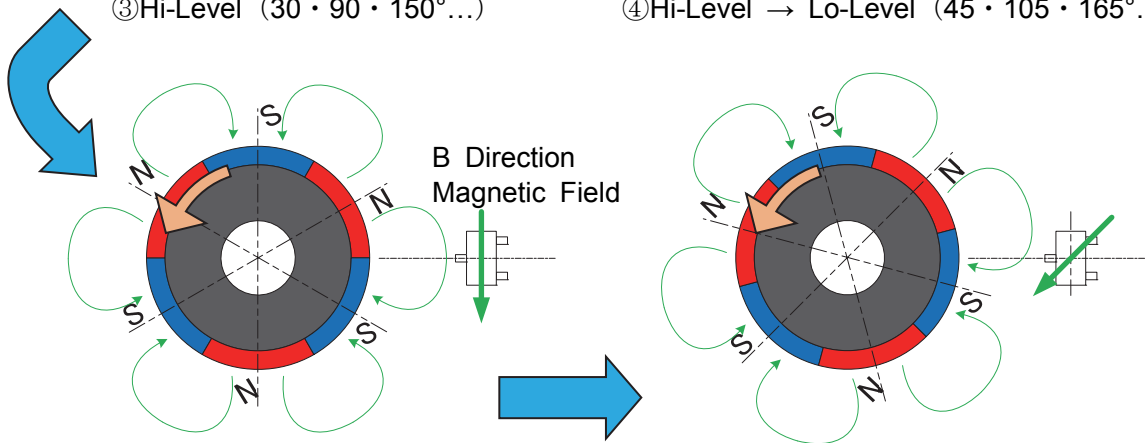 ③Hi-Level (30・90・150°…)
④Hi-Level → Lo-Level (45・105・165°.
S
N
N
S
S
N
B Direction
Magnetic Field
S
N
N
S
S
N